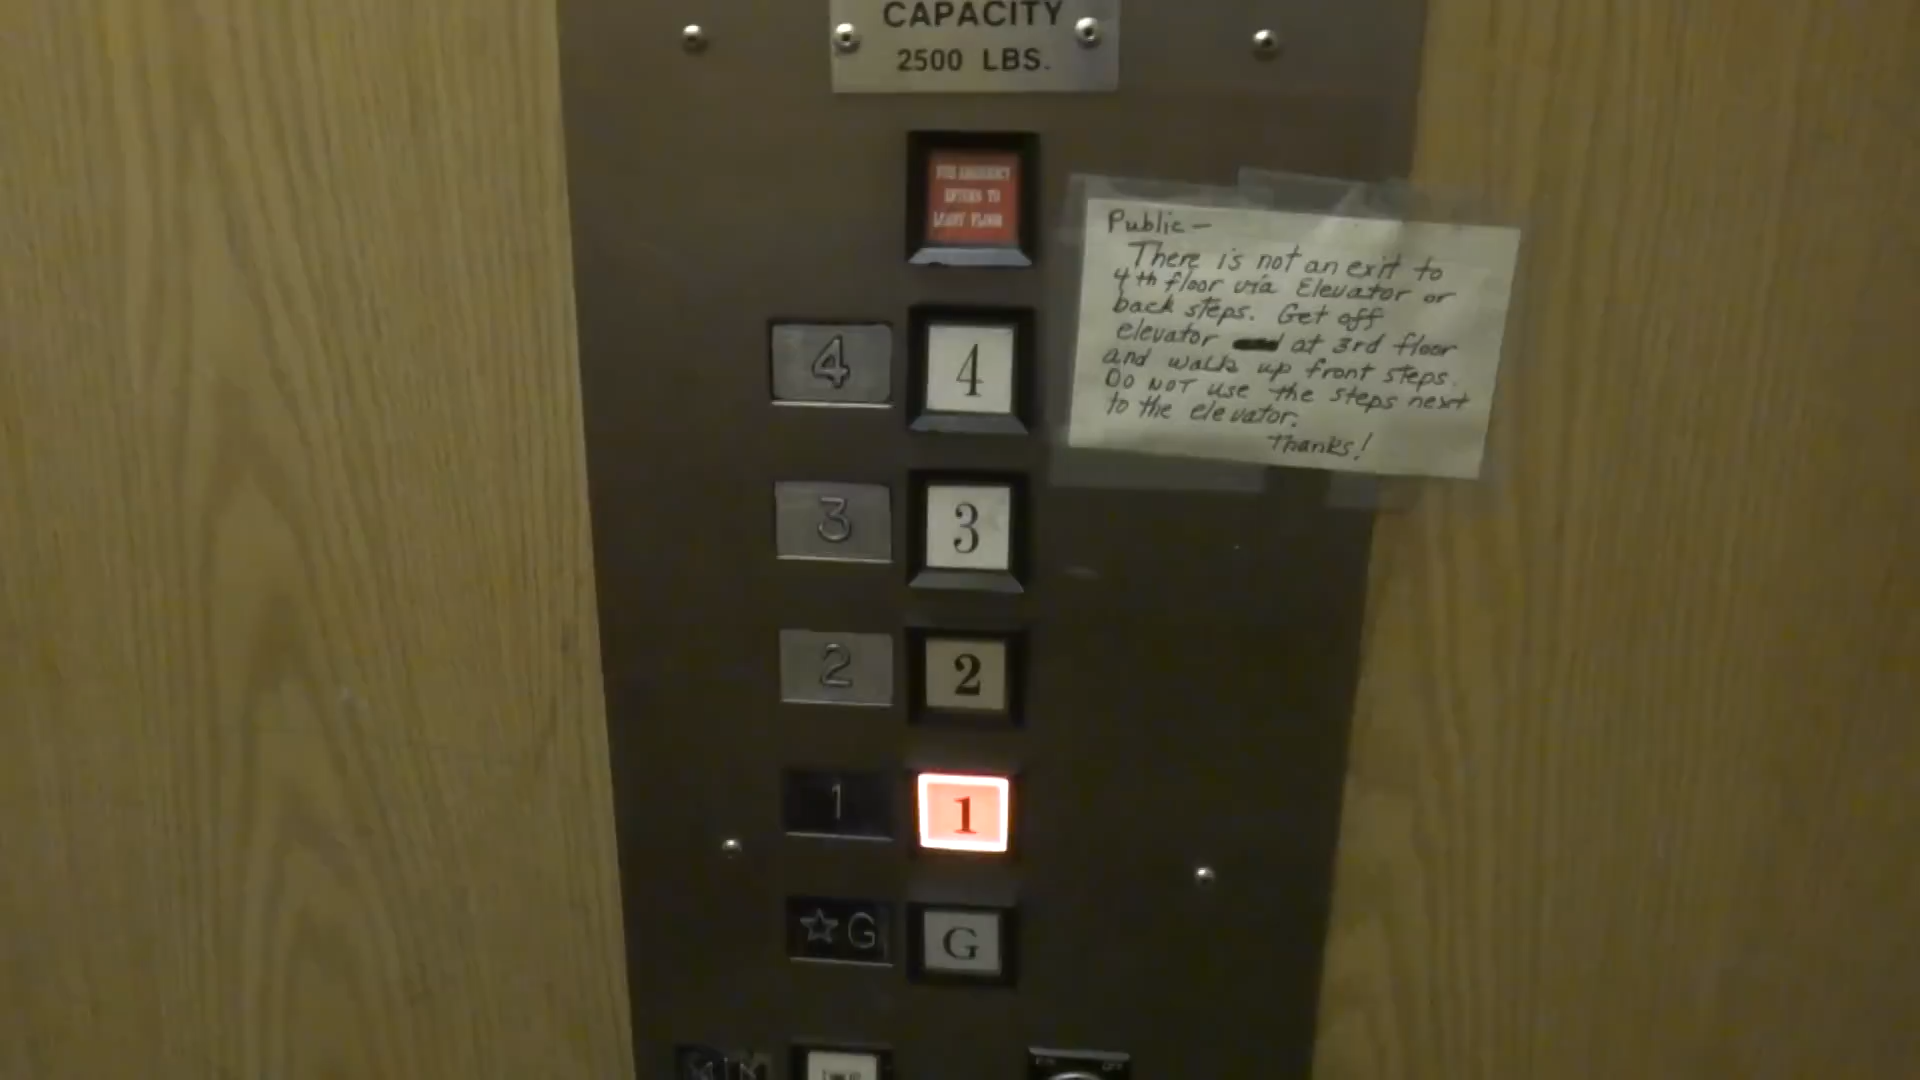 CAPACITY
2500 LBS.
Public-
There is not an exit to
4th floor via Elevator or
back steps. Get off
elevator at 3rd floor
and walk up front steps.
Do NOT use the steps next
to the elevator.
Thanks!
4 4
3 3
2 2
1 1
☆G G